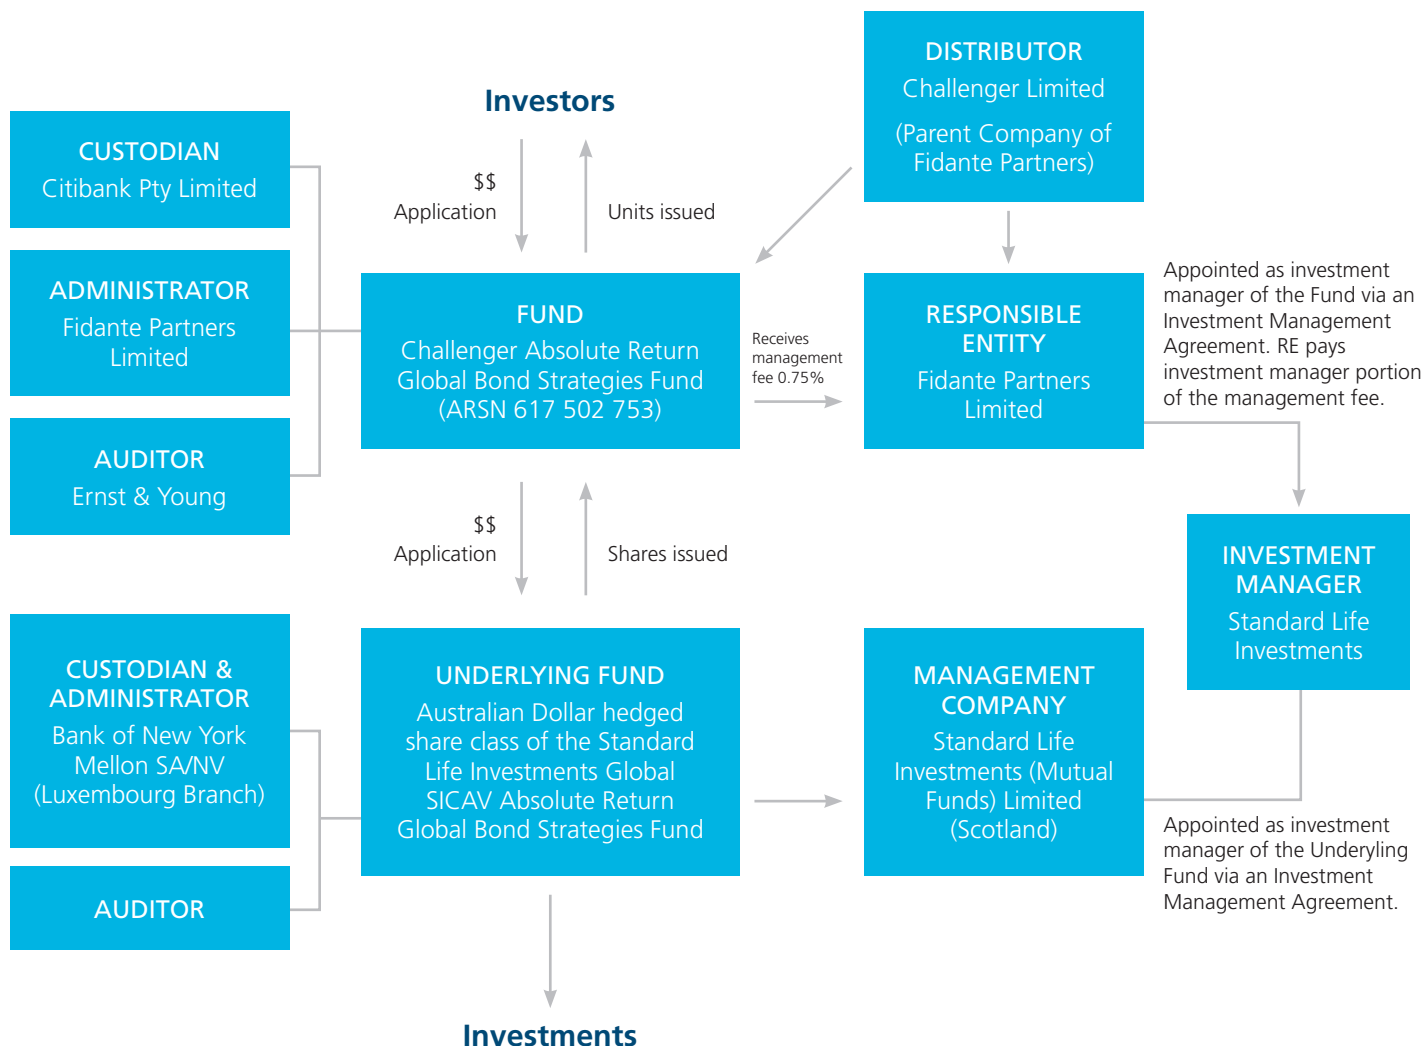 DISTRIBUTOR
Challenger Limited
(Parent Company of
Fidante Partners)
Investors
CUSTODIAN
Citibank Pty Limited
$$
Application
Units issued
ADMINISTRATOR
Fidante Partners
Limited
FUND
Challenger Absolute Return
Global Bond Strategies Fund
(ARSN 617 502 753)
Receives
management
fee 0.75%
RESPONSIBLE
ENTITY
Fidante Partners
Limited
Appointed as investment
manager of the Fund via an
Investment Management
Agreement. RE pays
investment manager portion
of the management fee.
AUDITOR
Ernst & Young
$$
Application
Shares issued
INVESTMENT
MANAGER
Standard Life
Investments
CUSTODIAN &
ADMINISTRATOR
Bank of New York
Mellon SA/NV
(Luxembourg Branch)
UNDERLYING FUND
Australian Dollar hedged
share class of the Standard
Life Investments Global
SICAV Absolute Return
Global Bond Strategies Fund
MANAGEMENT
COMPANY
Standard Life
Investments (Mutual
Funds) Limited
(Scotland)
Appointed as investment
manager of the Underyling
Fund via an Investment
Management Agreement.
AUDITOR
Investments